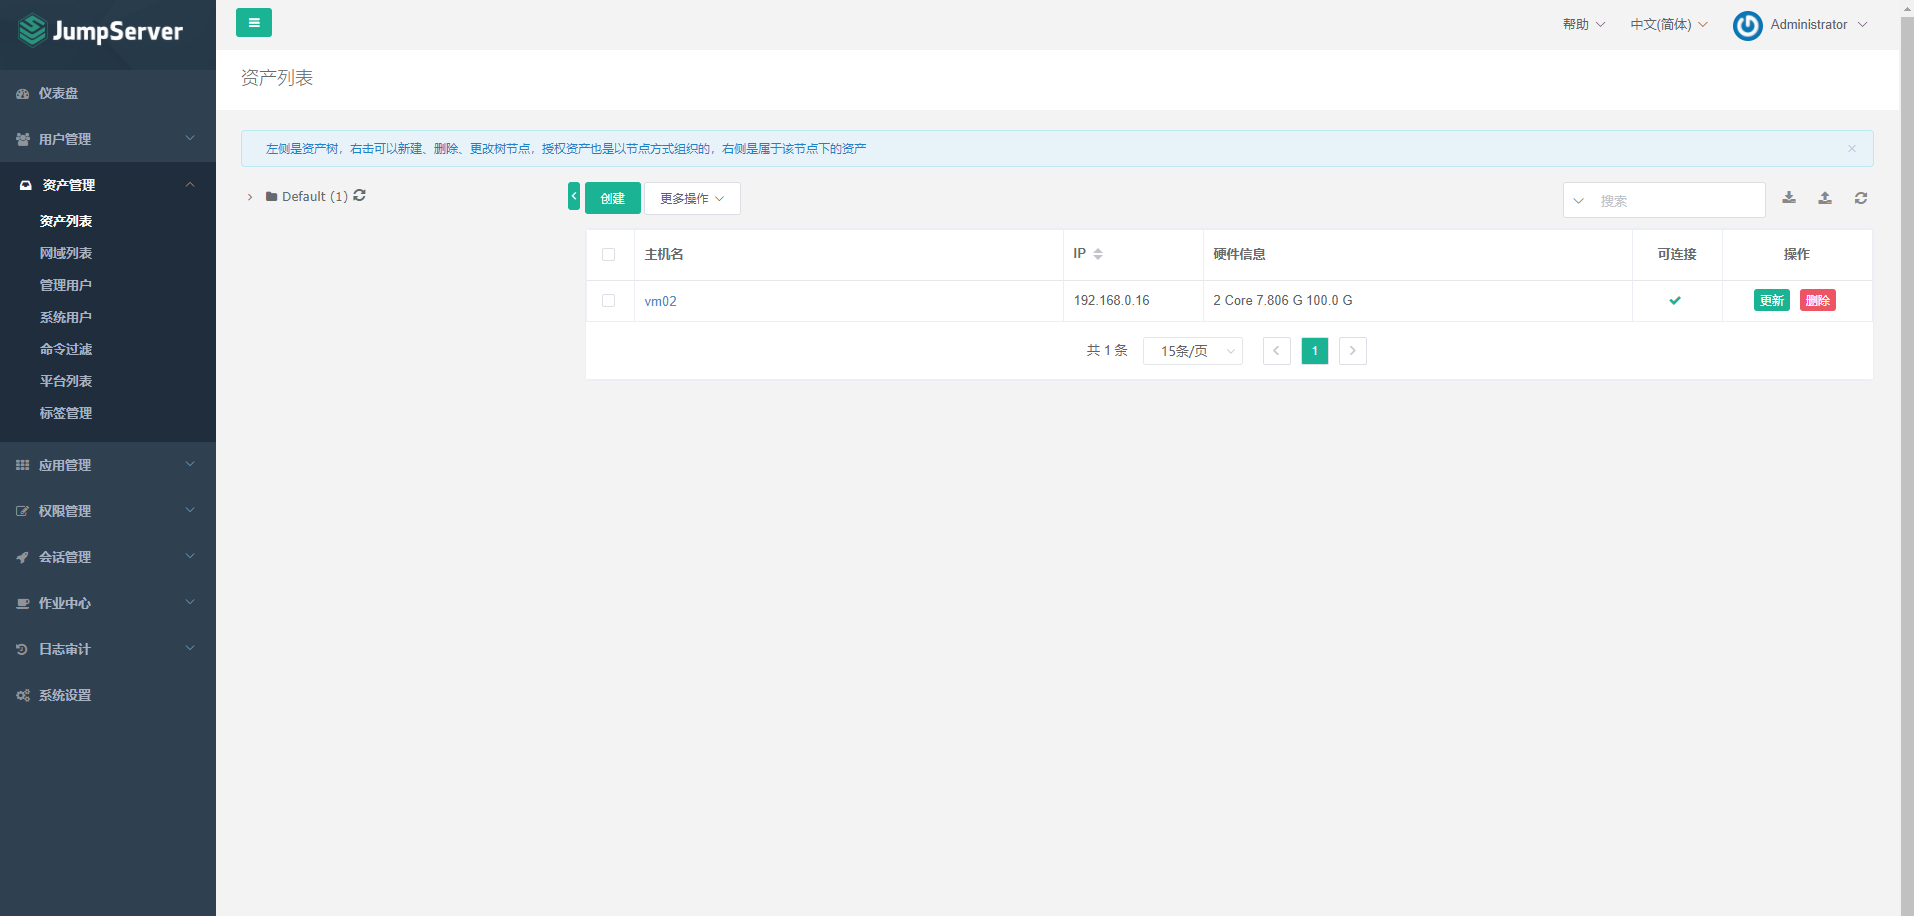 JumpServer
帮助
中文(简体)
Administrator
资产列表
仪表盘
用户管理
资产管理
资产列表
网域列表
管理用户
系统用户
命令过滤
平台列表
标签管理
应用管理
权限管理
会话管理
作业中心
日志审计
系统设置
左侧是资产树，右击可以新建、删除、更改树节点，授权资产也是以节点方式组织的，右侧是属于该节点下的资产
Default (1)
创建 更多操作
搜索
主机名 IP 硬件信息 可连接 操作
vm02 192.168.0.16 2 Core 7.806 G 100.0 G 更新 删除
共 1 条 15条/页 1